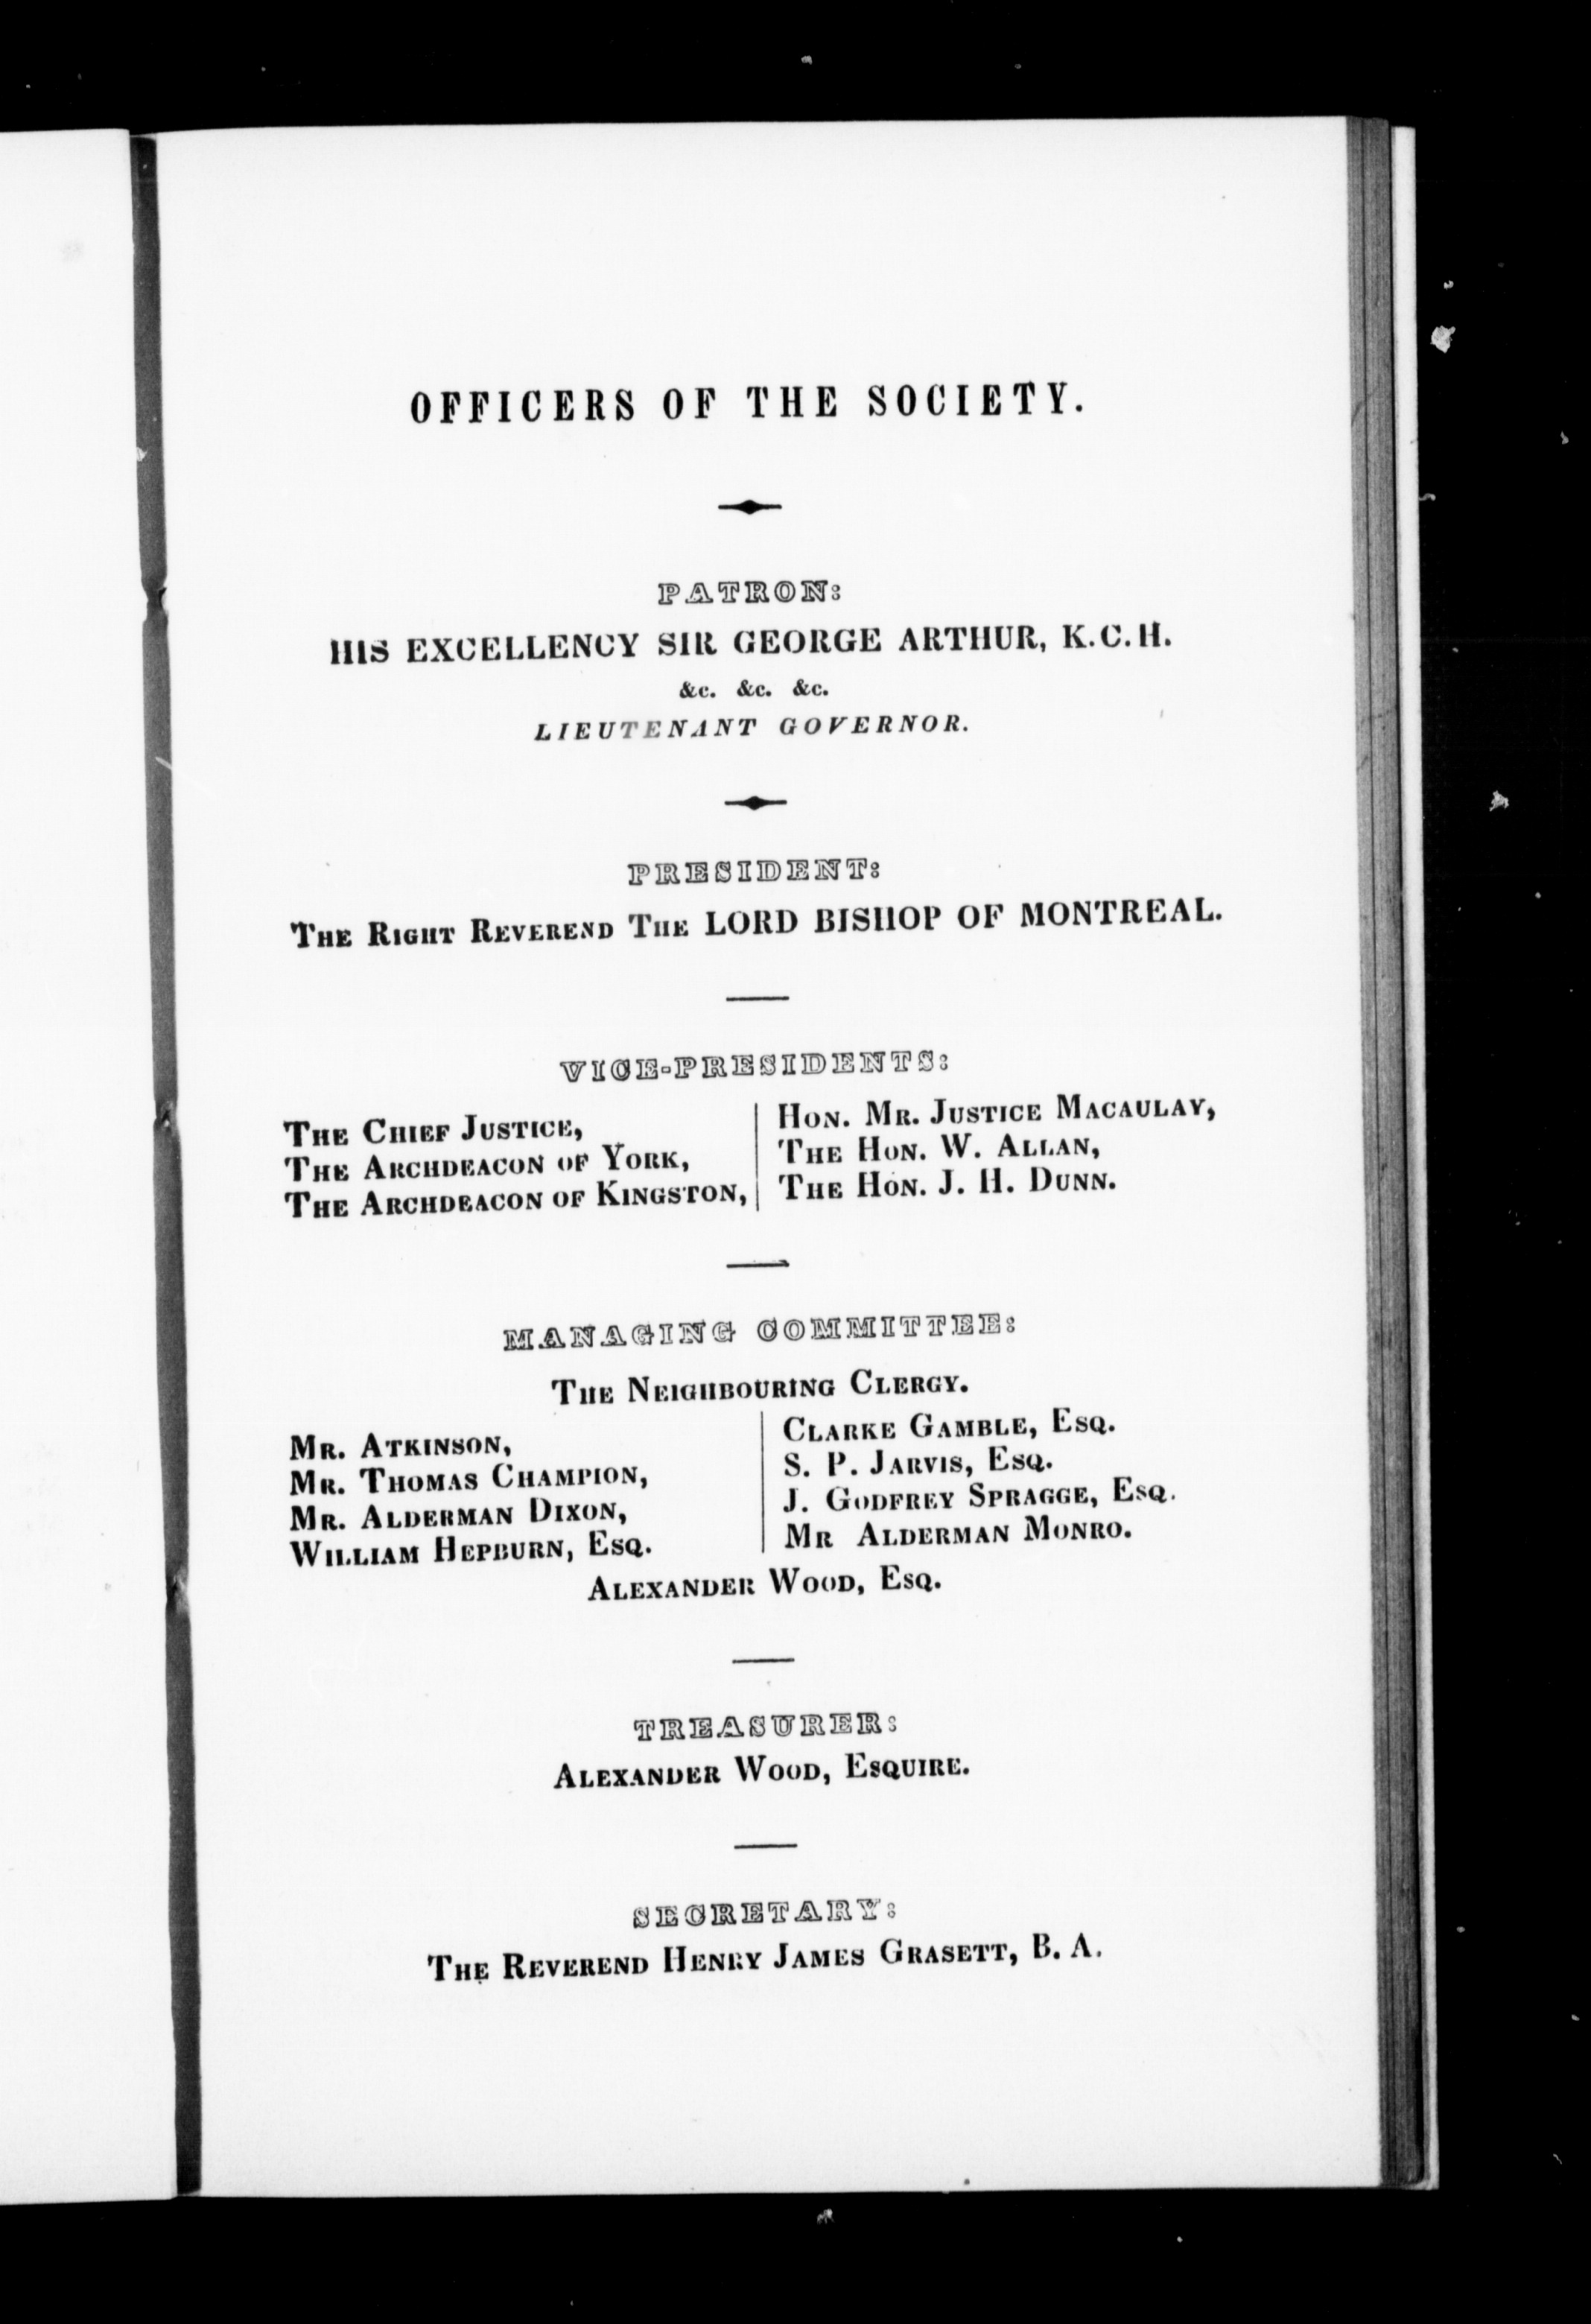 OFFICERS OF THE SOCIETY.
PATRON:
HIS EXCELLENCY SIR GEORGE ARTHUR, K.C.H.
&c. &c. &c.
LIEUTENANT GOVERNOR.
PRESIDENT:
THE RIGHT REVEREND THE LORD BISHOP OF MONTREAL.
VICE-PRESIDENTS:
THE CHIEF JUSTICE,
THE ARCHDEACON OF YORK,
THE ARCHDEACON OF KINGSTON,
HON. MR. JUSTICE MACAULAY,
THE HON. W. ALLAN,
THE HON. J. H. DUNN.
MANAGING COMMITTEE:
THE NEIGHBOURING CLERGY.
MR. ATKINSON,
MR. THOMAS CHAMPION,
MR. ALDERMAN DIXON,
WILLIAM HEPBURN, ESQ.
CLARKE GAMBLE, ESQ.
S. P. JARVIS, ESQ.
J. GODFREY SPRAGGE, ESQ.
MR ALDERMAN MONRO.
ALEXANDER WOOD, ESQ.
TREASURER:
ALEXANDER WOOD, ESQUIRE.
SECRETARY:
THE REVEREND HENRY JAMES GRASETT, B. A.